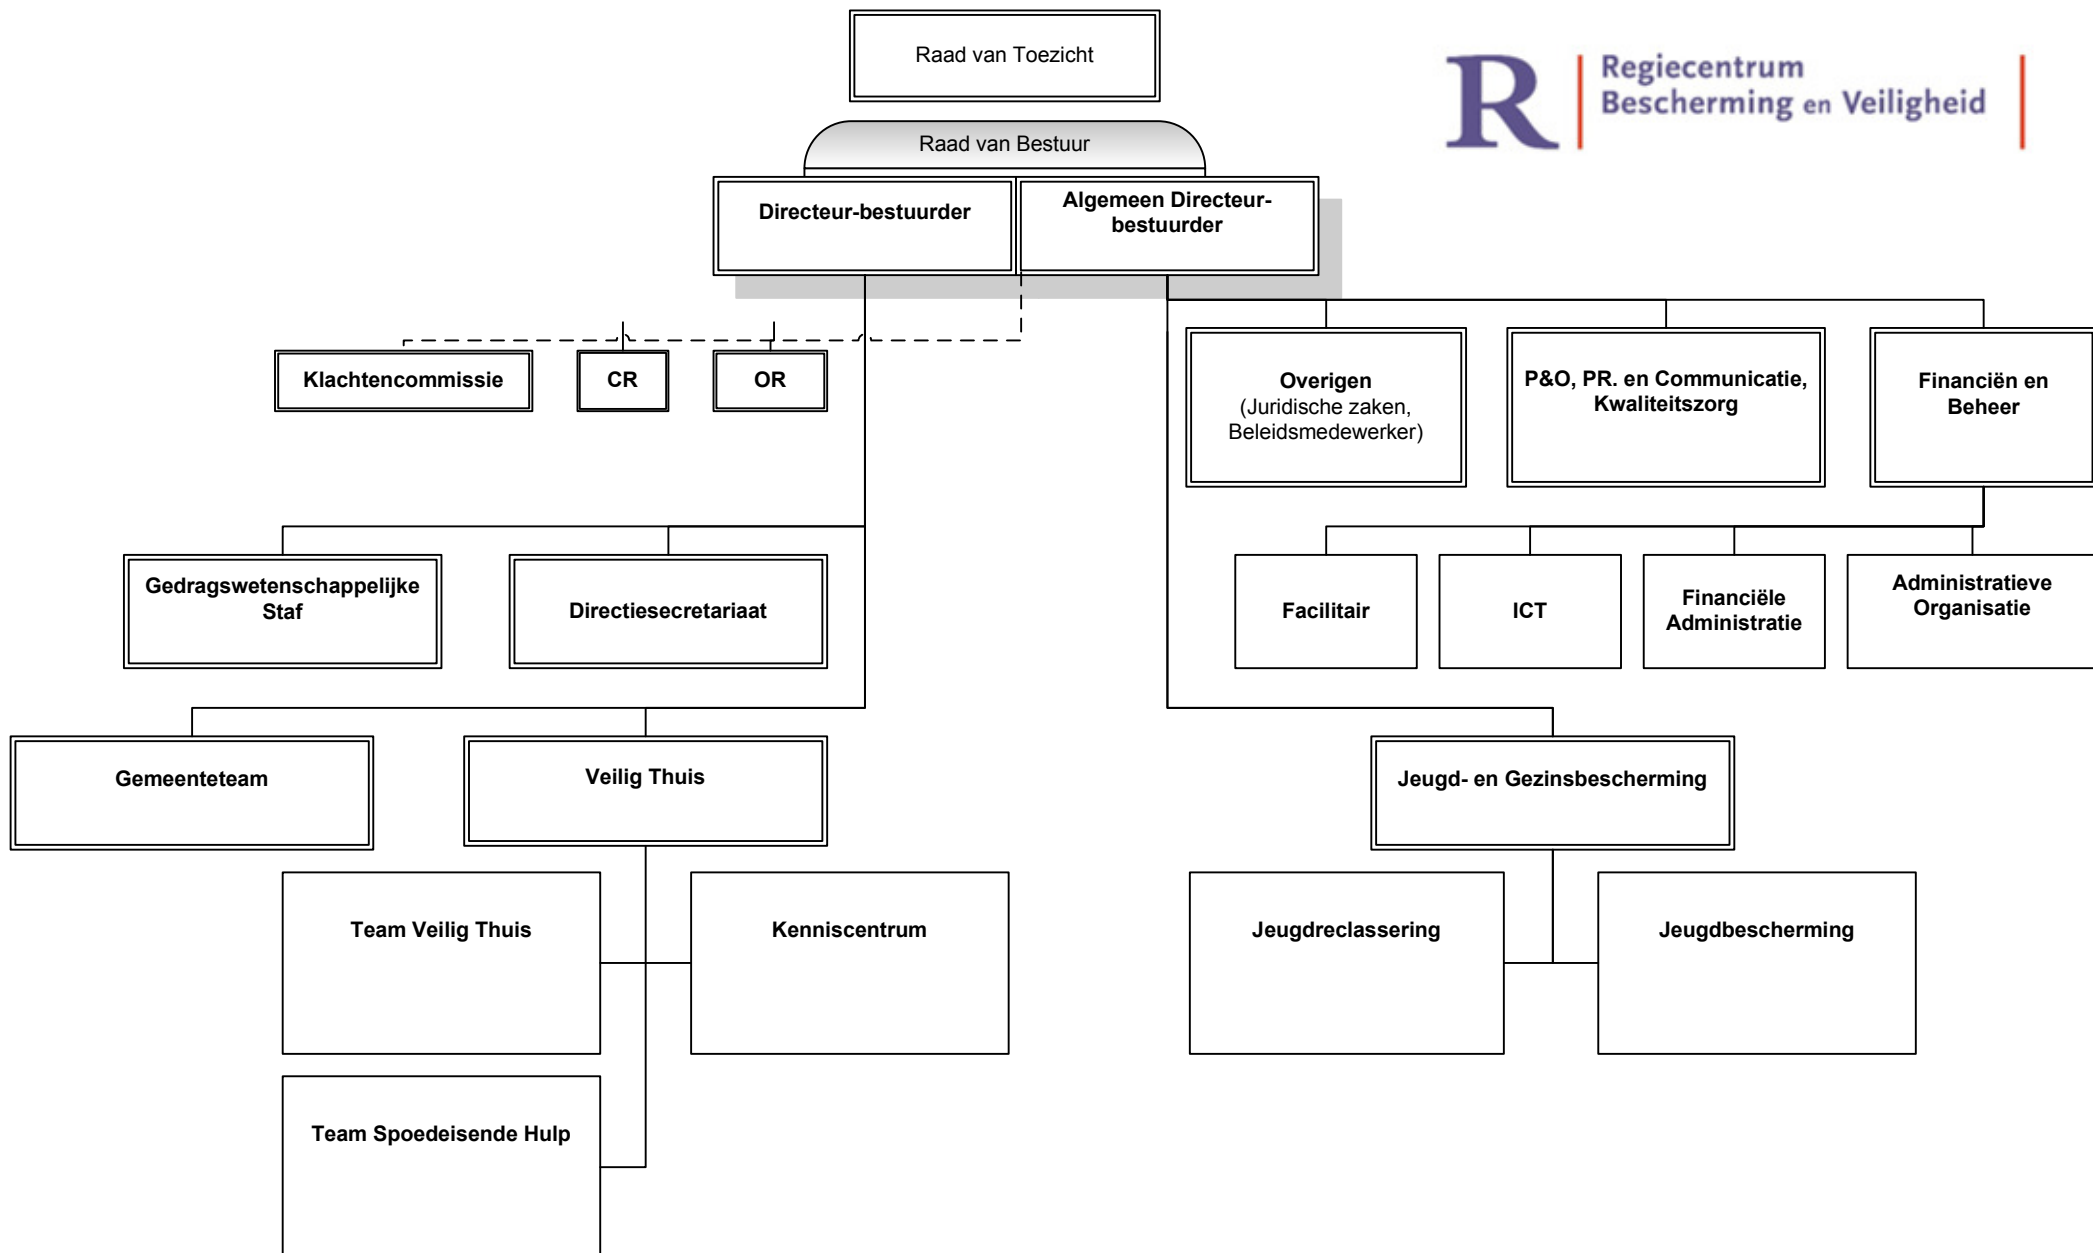 Raad van Toezicht
Regiecentrum
Bescherming en Veiligheid
R
Raad van Bestuur
Directeur-bestuurder
Algemeen Directeur-
bestuurder
Klachtencommissie
CR
OR
Overigen
(Juridische zaken,
Beleidsmedewerker)
P&O, PR. en Communicatie,
Kwaliteitszorg
Financiën en
Beheer
Gedragswetenschappelijke
Staf
Directiesecretariaat
Facilitair
ICT
Financiële
Administratie
Administratieve
Organisatie
Gemeenteteam
Veilig Thuis
Jeugd- en Gezinsbescherming
Team Veilig Thuis
Kenniscentrum
Jeugdreclassering
Jeugdbescherming
Team Spoedeisende Hulp